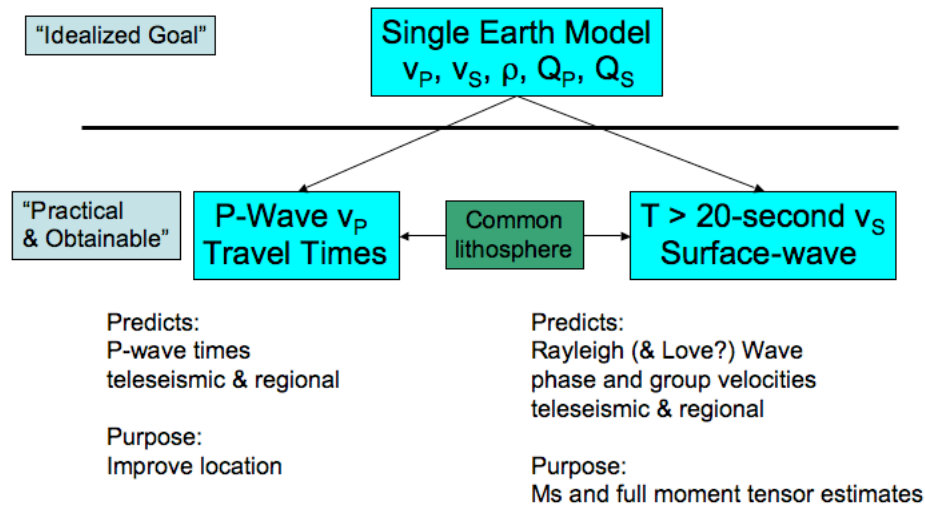 “Idealized Goal”
Single Earth Model
vP, vS, ρ, QP, QS
“Practical
& Obtainable”
P-Wave vP
Travel Times
Common
lithosphere
T > 20-second vS
Surface-wave
Predicts:
P-wave times
teleseismic & regional
Purpose:
Improve location
Predicts:
Rayleigh (& Love?) Wave
phase and group velocities
teleseismic & regional
Purpose:
Ms and full moment tensor estimates